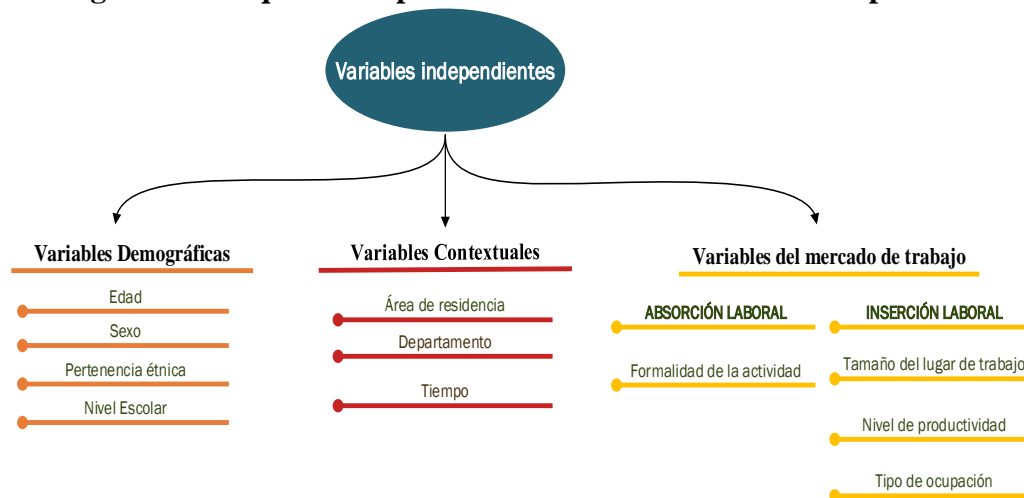 Variables independientes
Variables Demográficas
Edad
Sexo
Pertenencia étnica
Nivel Escolar
Variables Contextuales
Área de residencia
Departamento
Tiempo
Variables del mercado de trabajo
ABSORCIÓN LABORAL
Formalidad de la actividad
INSERCIÓN LABORAL
Tamaño del lugar de trabajo
Nivel de productividad
Tipo de ocupación